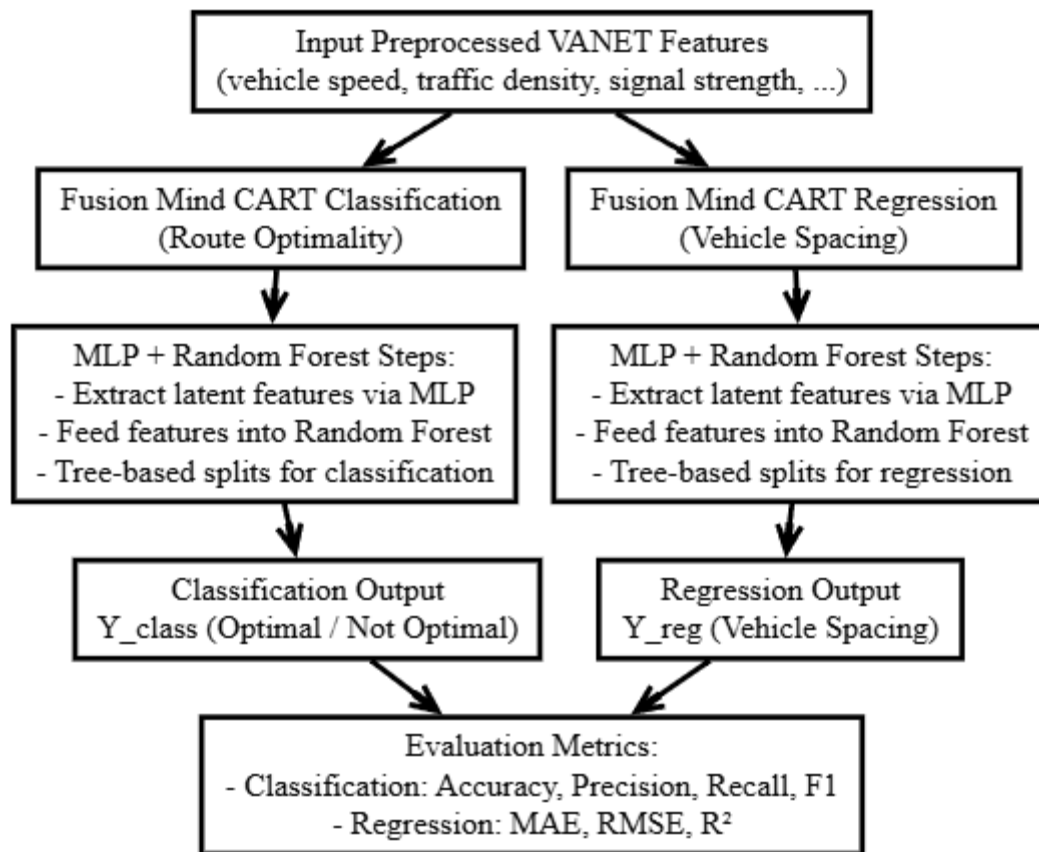 Input Preprocessed VANET Features
(vehicle speed, traffic density, signal strength, ...)
Fusion Mind CART Classification
(Route Optimality)
Fusion Mind CART Regression
(Vehicle Spacing)
MLP + Random Forest Steps:
- Extract latent features via MLP
- Feed features into Random Forest
- Tree-based splits for classification
MLP + Random Forest Steps:
- Extract latent features via MLP
- Feed features into Random Forest
- Tree-based splits for regression
Classification Output
Y_class (Optimal / Not Optimal)
Regression Output
Y_reg (Vehicle Spacing)
Evaluation Metrics:
- Classification: Accuracy, Precision, Recall, F1
- Regression: MAE, RMSE, R²